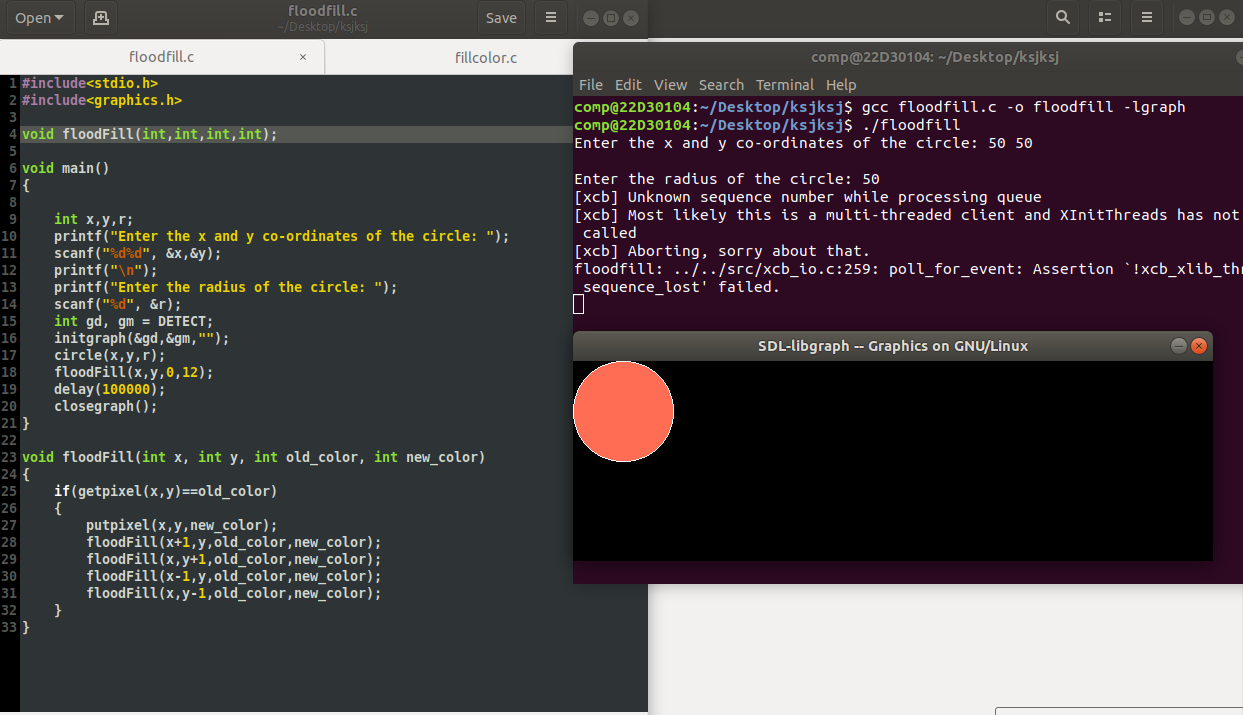 Open
floodfill.c
~/Desktop/ksjksj
Save
floodfill.c ×
fillcolor.c
1 #include<stdio.h>
2 #include<graphics.h>
3
4 void floodFill(int,int,int,int);
5
6 void main()
7 {
8
9     int x,y,r;
10     printf("Enter the x and y co-ordinates of the circle: ");
11     scanf("%d%d", &x,&y);
12     printf("\n");
13     printf("Enter the radius of the circle: ");
14     scanf("%d", &r);
15     int gd, gm = DETECT;
16     initgraph(&gd,&gm,"");
17     circle(x,y,r);
18     floodFill(x,y,0,12);
19     delay(100000);
20     closegraph();
21 }
22
23 void floodFill(int x, int y, int old_color, int new_color)
24 {
25     if(getpixel(x,y)==old_color)
26     {
27         putpixel(x,y,new_color);
28         floodFill(x+1,y,old_color,new_color);
29         floodFill(x,y+1,old_color,new_color);
30         floodFill(x-1,y,old_color,new_color);
31         floodFill(x,y-1,old_color,new_color);
32     }
33 }
comp@22D30104: ~/Desktop/ksjksj
File Edit View Search Terminal Help
comp@22D30104:~/Desktop/ksjksj$ gcc floodfill.c -o floodfill -lgraph
comp@22D30104:~/Desktop/ksjksj$ ./floodfill
Enter the x and y co-ordinates of the circle: 50 50
Enter the radius of the circle: 50
[xcb] Unknown sequence number while processing queue
[xcb] Most likely this is a multi-threaded client and XInitThreads has not
called
[xcb] Aborting, sorry about that.
floodfill: ../../src/xcb_io.c:259: poll_for_event: Assertion `!xcb_xlib_thr
sequence_lost' failed.
SDL-libgraph -- Graphics on GNU/Linux